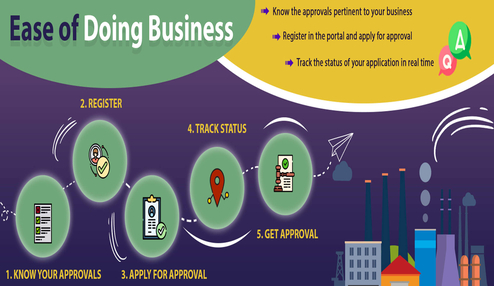 Ease of Doing Business
Know the approvals pertinent to your business
Register in the portal and apply for approval
Track the status of your application in real time
A
Q
2. REGISTER
4. TRACK STATUS
5. GET APPROVAL
1. KNOW YOUR APPROVALS
3. APPLY FOR APPROVAL